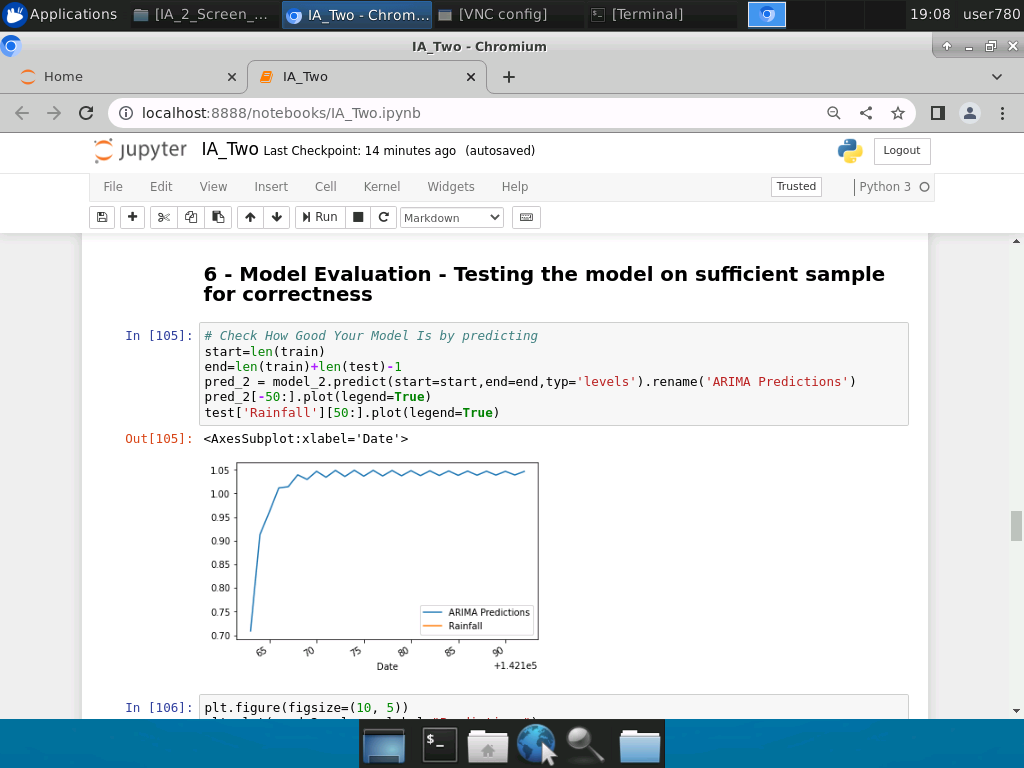 Applications
[IA_2_Screen_...
IA_Two - Chrom...
[VNC config]
[Terminal]
19:08
user780
IA_Two - Chromium
Home
IA_Two
localhost:8888/notebooks/IA_Two.ipynb
jupyter
IA_Two Last Checkpoint: 14 minutes ago (autosaved)
Logout
File Edit View Insert Cell Kernel Widgets Help
Trusted
Python 3
Run
Markdown
6 - Model Evaluation - Testing the model on sufficient sample
for correctness
In [105]:
# Check How Good Your Model Is by predicting
start=len(train)
end=len(train)+len(test)-1
pred_2 = model_2.predict(start=start,end=end,typ='levels').rename('ARIMA Predictions')
pred_2[-50:].plot(legend=True)
test['Rainfall'][50:].plot(legend=True)
Out[105]: <AxesSubplot:xlabel='Date'>
1.05
1.00
0.95
0.90
0.85
0.80
0.75
0.70
ARIMA Predictions
Rainfall
65 70 75 80 85 90
Date
+1.421e5
In [106]: plt.figure(figsize=(10, 5))